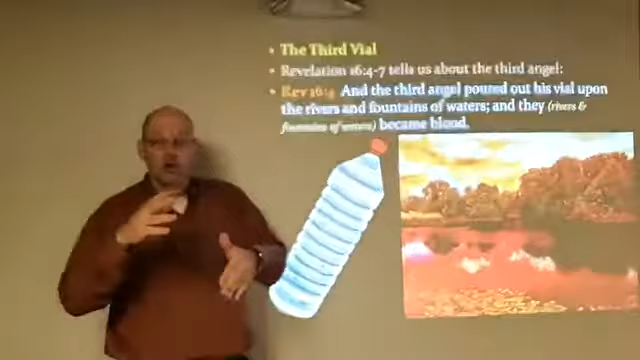 • The Third Vial
• Revelation 16:4-7 tells us about the third angel:
• Rev 16:4 And the third angel poured out his vial upon
the rivers and fountains of waters; and they (rivers &
fountains of waters) became blood.